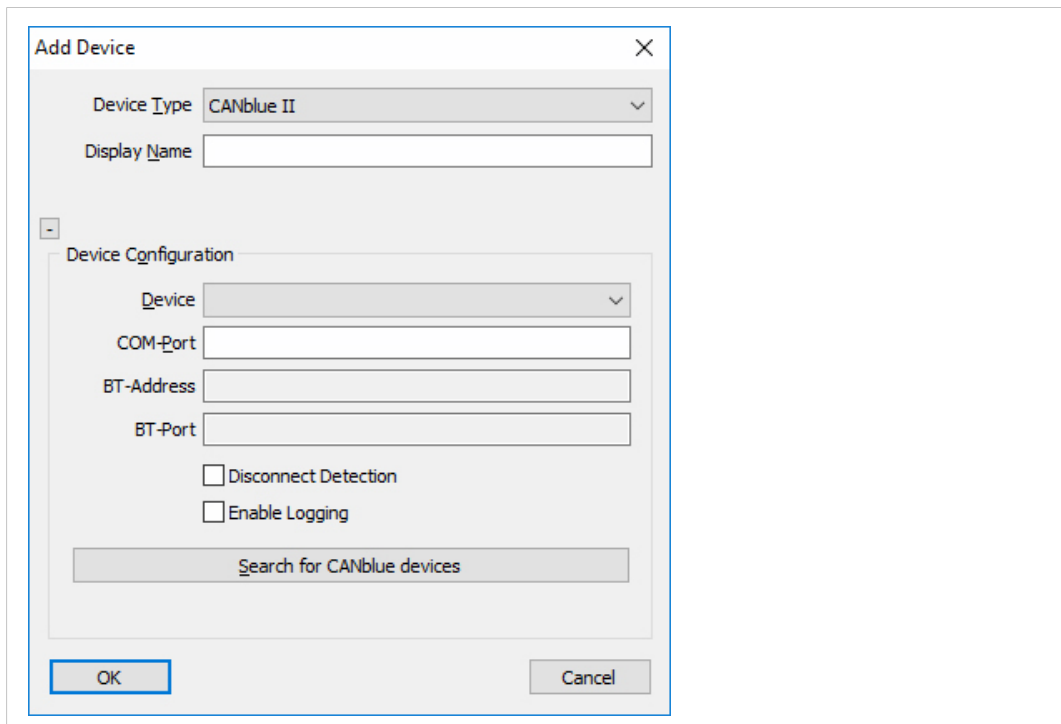 Add Device
Device Type CANblue II
Display Name
-
Device Configuration
Device
COM-Port
BT-Address
BT-Port
Disconnect Detection
Enable Logging
Search for CANblue devices
OK Cancel